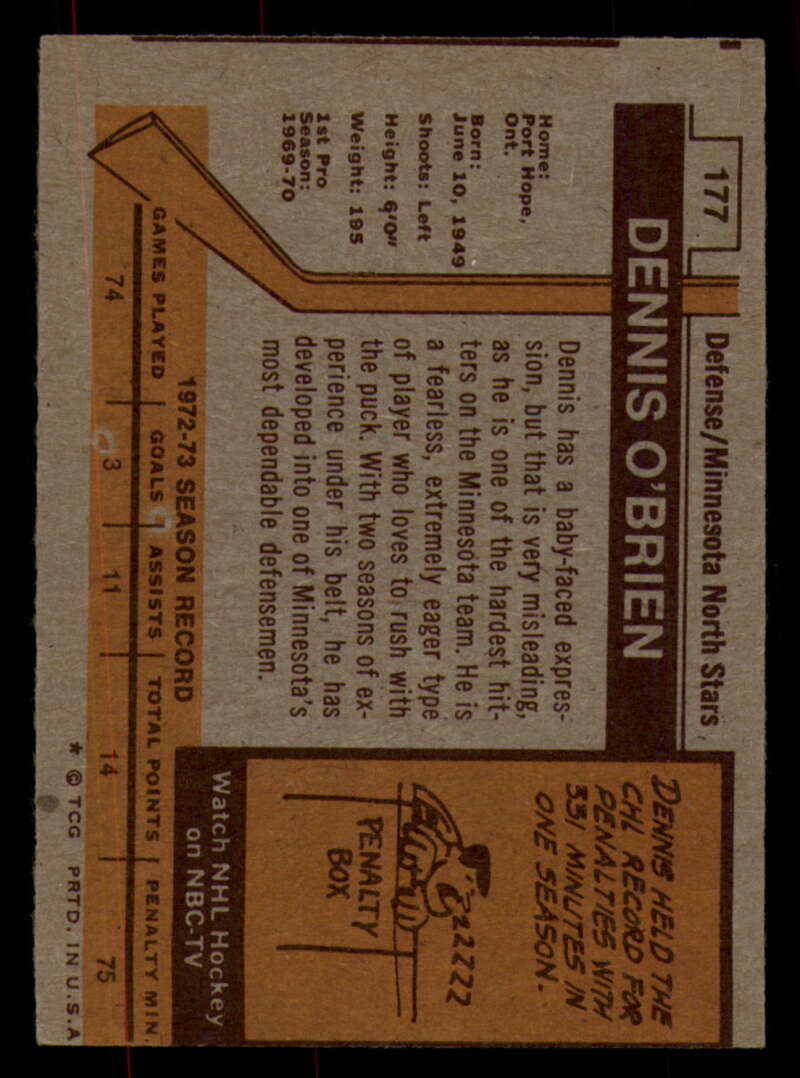 177
Defense/Minnesota North Stars
DENNIS O'BRIEN
Home:
Port Hope,
Ont.
Born:
June 10, 1949
Shoots: Left
Height: 6'0"
Weight: 195
1st Pro
Season:
1969-70
Dennis has a baby-faced expres-
sion, but that is very misleading,
as he is one of the hardest hit-
ters on the Minnesota team. He is
a fearless, extremely eager type
of player who loves to rush with
the puck. With two seasons of ex-
perience under his belt, he has
developed into one of Minnesota's
most dependable defensemen.
DENNIS HELD THE
CHL RECORD FOR
PENALTIES WITH
331 MINUTES IN
ONE SEASON.
ZZZZZZ
PENALTY
BOX
Watch NHL Hockey
on NBC-TV
1972-73 SEASON RECORD
GAMES PLAYED | GOALS | ASSISTS | TOTAL POINTS | PENALTY MIN.
74 3 11 14 75
* © TCG PRTD. IN U.S.A.